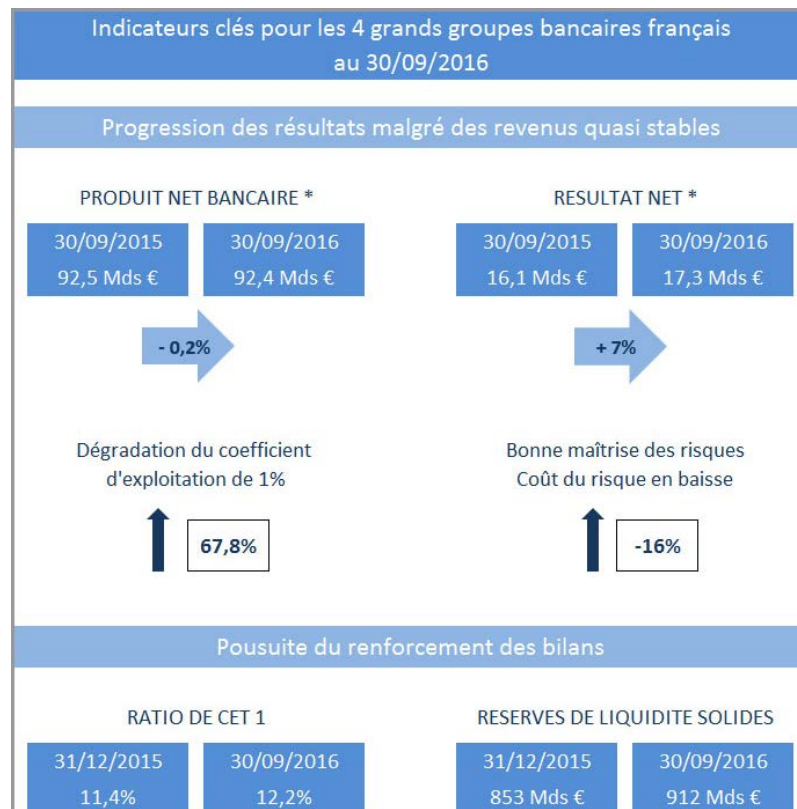 Indicateurs clés pour les 4 grands groupes bancaires français
au 30/09/2016
Progression des résultats malgré des revenus quasi stables
PRODUIT NET BANCAIRE *
30/09/2015
92,5 Mds €
30/09/2016
92,4 Mds €
- 0,2%
RESULTAT NET *
30/09/2015
16,1 Mds €
30/09/2016
17,3 Mds €
+ 7%
Dégradation du coefficient
d'exploitation de 1%
67,8%
Bonne maîtrise des risques
Coût du risque en baisse
-16%
Pousuite du renforcement des bilans
RATIO DE CET 1
31/12/2015
11,4%
30/09/2016
12,2%
RESERVES DE LIQUIDITE SOLIDES
31/12/2015
853 Mds €
30/09/2016
912 Mds €